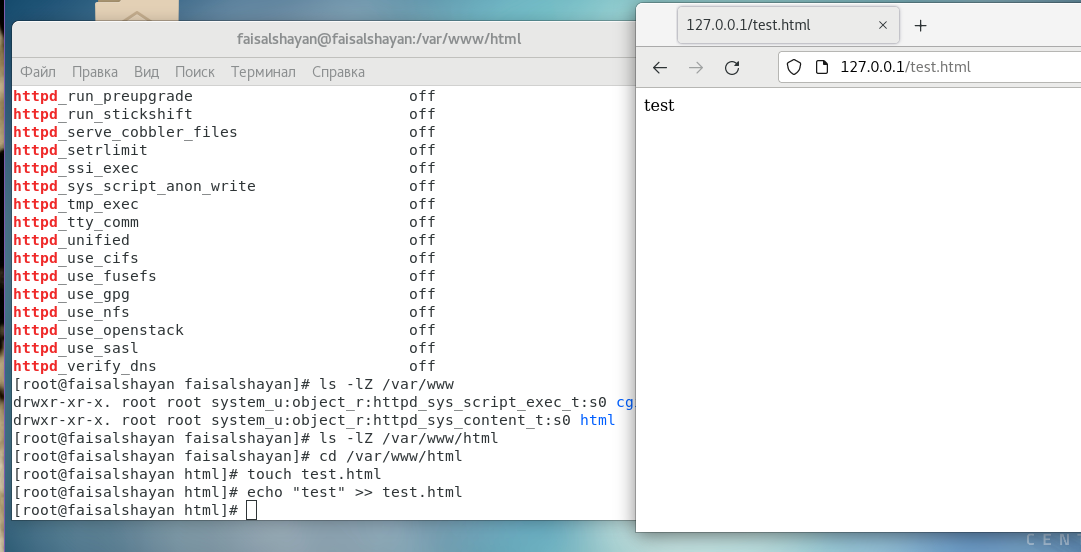 faisalshayan@faisalshayan:/var/www/html
Файл Правка Вид Поиск Терминал Справка
httpd_run_preupgrade off
httpd_run_stickshift off
httpd_serve_cobbler_files off
httpd_setrlimit off
httpd_ssi_exec off
httpd_sys_script_anon_write off
httpd_tmp_exec off
httpd_tty_comm off
httpd_unified off
httpd_use_cifs off
httpd_use_fusefs off
httpd_use_gpg off
httpd_use_nfs off
httpd_use_openstack off
httpd_use_sasl off
httpd_verify_dns off
[root@faisalshayan faisalshayan]# ls -lZ /var/www
drwxr-xr-x. root root system_u:object_r:httpd_sys_script_exec_t:s0 cg
drwxr-xr-x. root root system_u:object_r:httpd_sys_content_t:s0 html
[root@faisalshayan faisalshayan]# ls -lZ /var/www/html
[root@faisalshayan faisalshayan]# cd /var/www/html
[root@faisalshayan html]# touch test.html
[root@faisalshayan html]# echo "test" >> test.html
[root@faisalshayan html]#
127.0.0.1/test.html
127.0.0.1/test.html
test
CEN